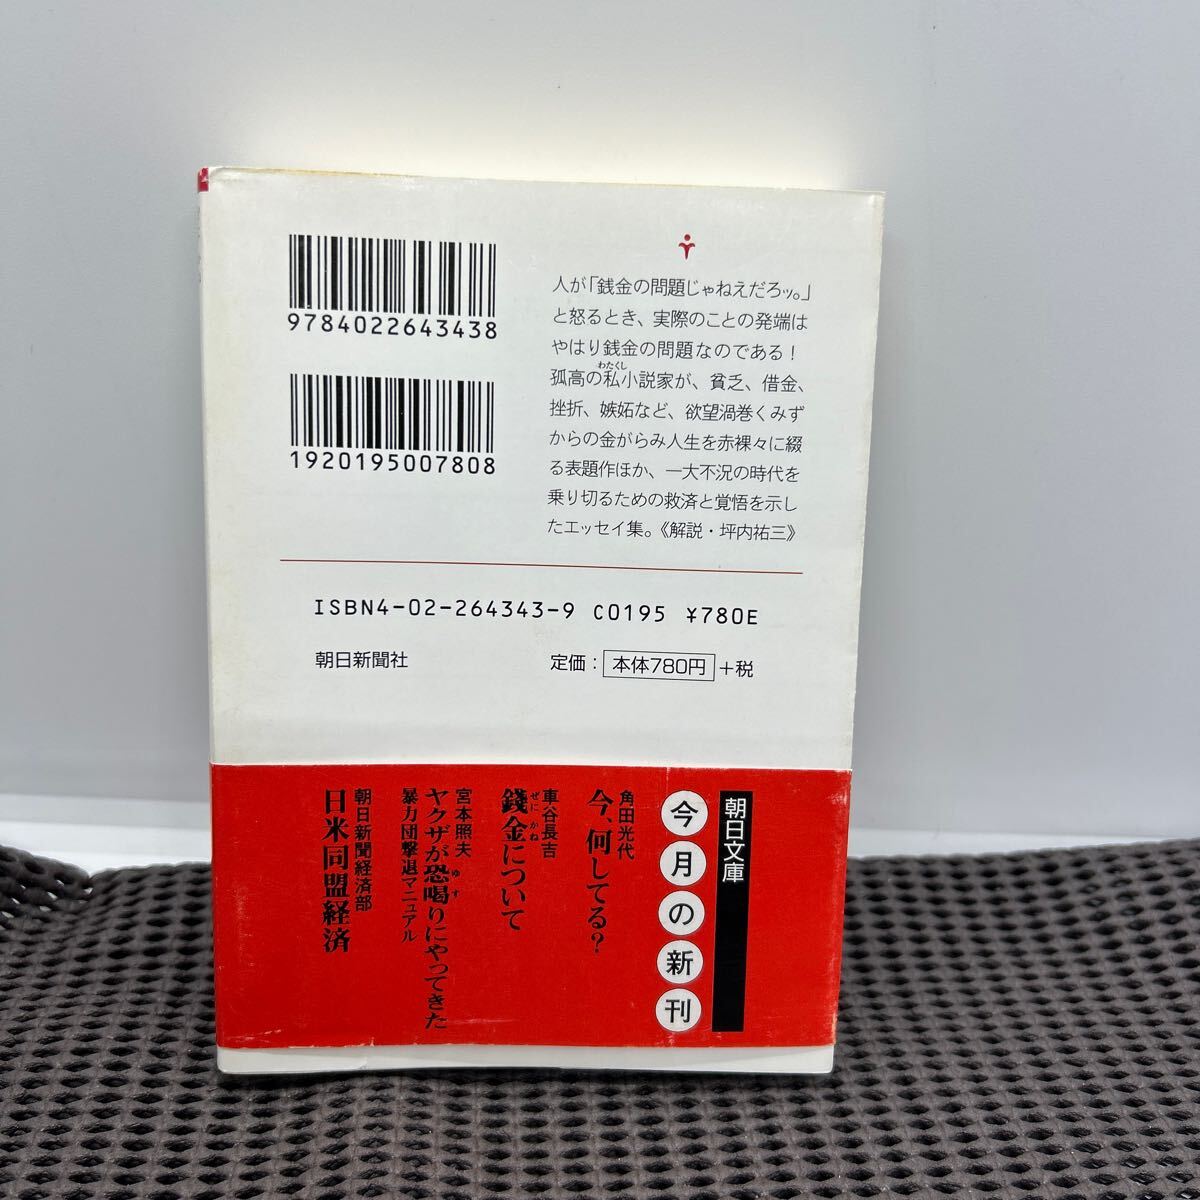 9784022643438
1920195007808
人が「銭金の問題じゃねえだろッ。」
と怒るとき、実際のことの発端は
やはり銭金の問題なのである！
孤高の私小説家が、貧乏、借金、
わたくし
挫折、嫉妬など、欲望渦巻くみず
からの金がらみ人生を赤裸々に綴
る表題作ほか、一大不況の時代を
乗り切るための救済と覚悟を示し
たエッセイ集。《解説・坪内祐三》
ISBN4-02-264343-9 C0195 ¥780E
朝日新聞社
定価：本体780円＋税
朝日文庫
今月の新刊
角田光代
今、何してる？
車谷長吉
錢金について
ぜにがね
宮本照夫
ヤクザが恐喝りにやってきた
ゆす
暴力団撃退マニュアル
朝日新聞経済部
日米同盟経済